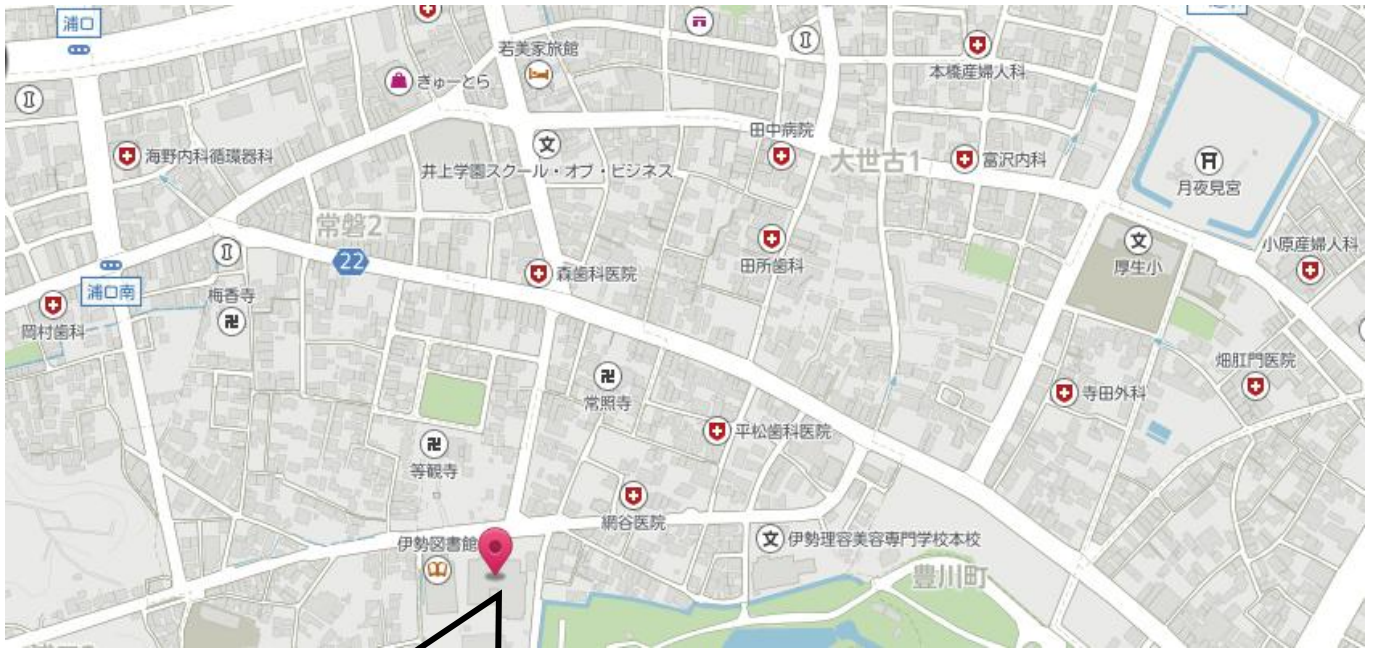 浦口
若美家旅館
きゅーとら
本橋産婦人科
田中病院
海野内科循環器科
井上学園スクール・オブ・ビジネス
大世古1
富沢内科
月夜見宮
常磐2
22
森歯科医院
田所歯科
厚生小
小原産婦人科
浦口南
梅香寺
岡村歯科
畑肛門医院
常照寺
寺田外科
平松歯科医院
等観寺
網谷医院
伊勢図書館
伊勢理容美容専門学校本校
豊川町